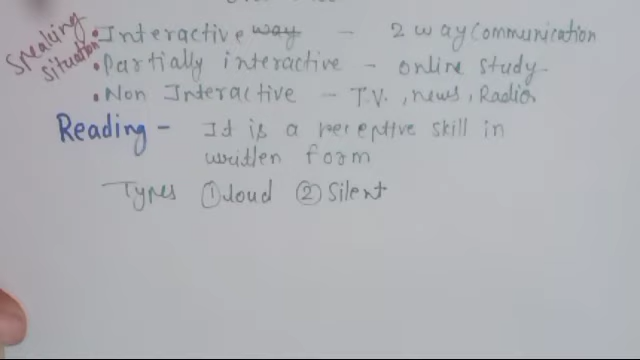 Speaking situation
• Interactive way - 2 way Communication
• Partially interactive - online study
• Non Interactive - T.V., news, Radio
Reading - It is a receptive skill in
written form
Types ① loud ② Silent